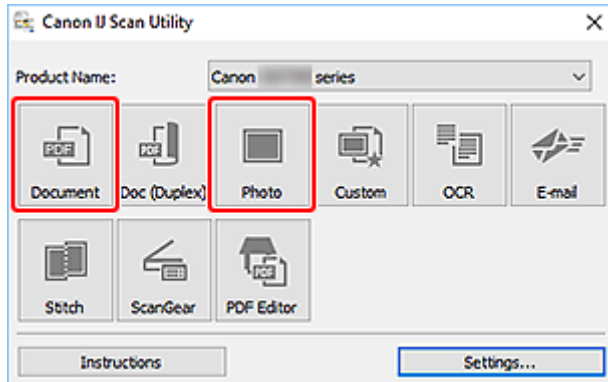 Canon IJ Scan Utility
Product Name: Canon series
PDF PDF
Document Doc (Duplex) Photo Custom OCR E-mail
PDF
Stitch ScanGear PDF Editor
Instructions Settings...